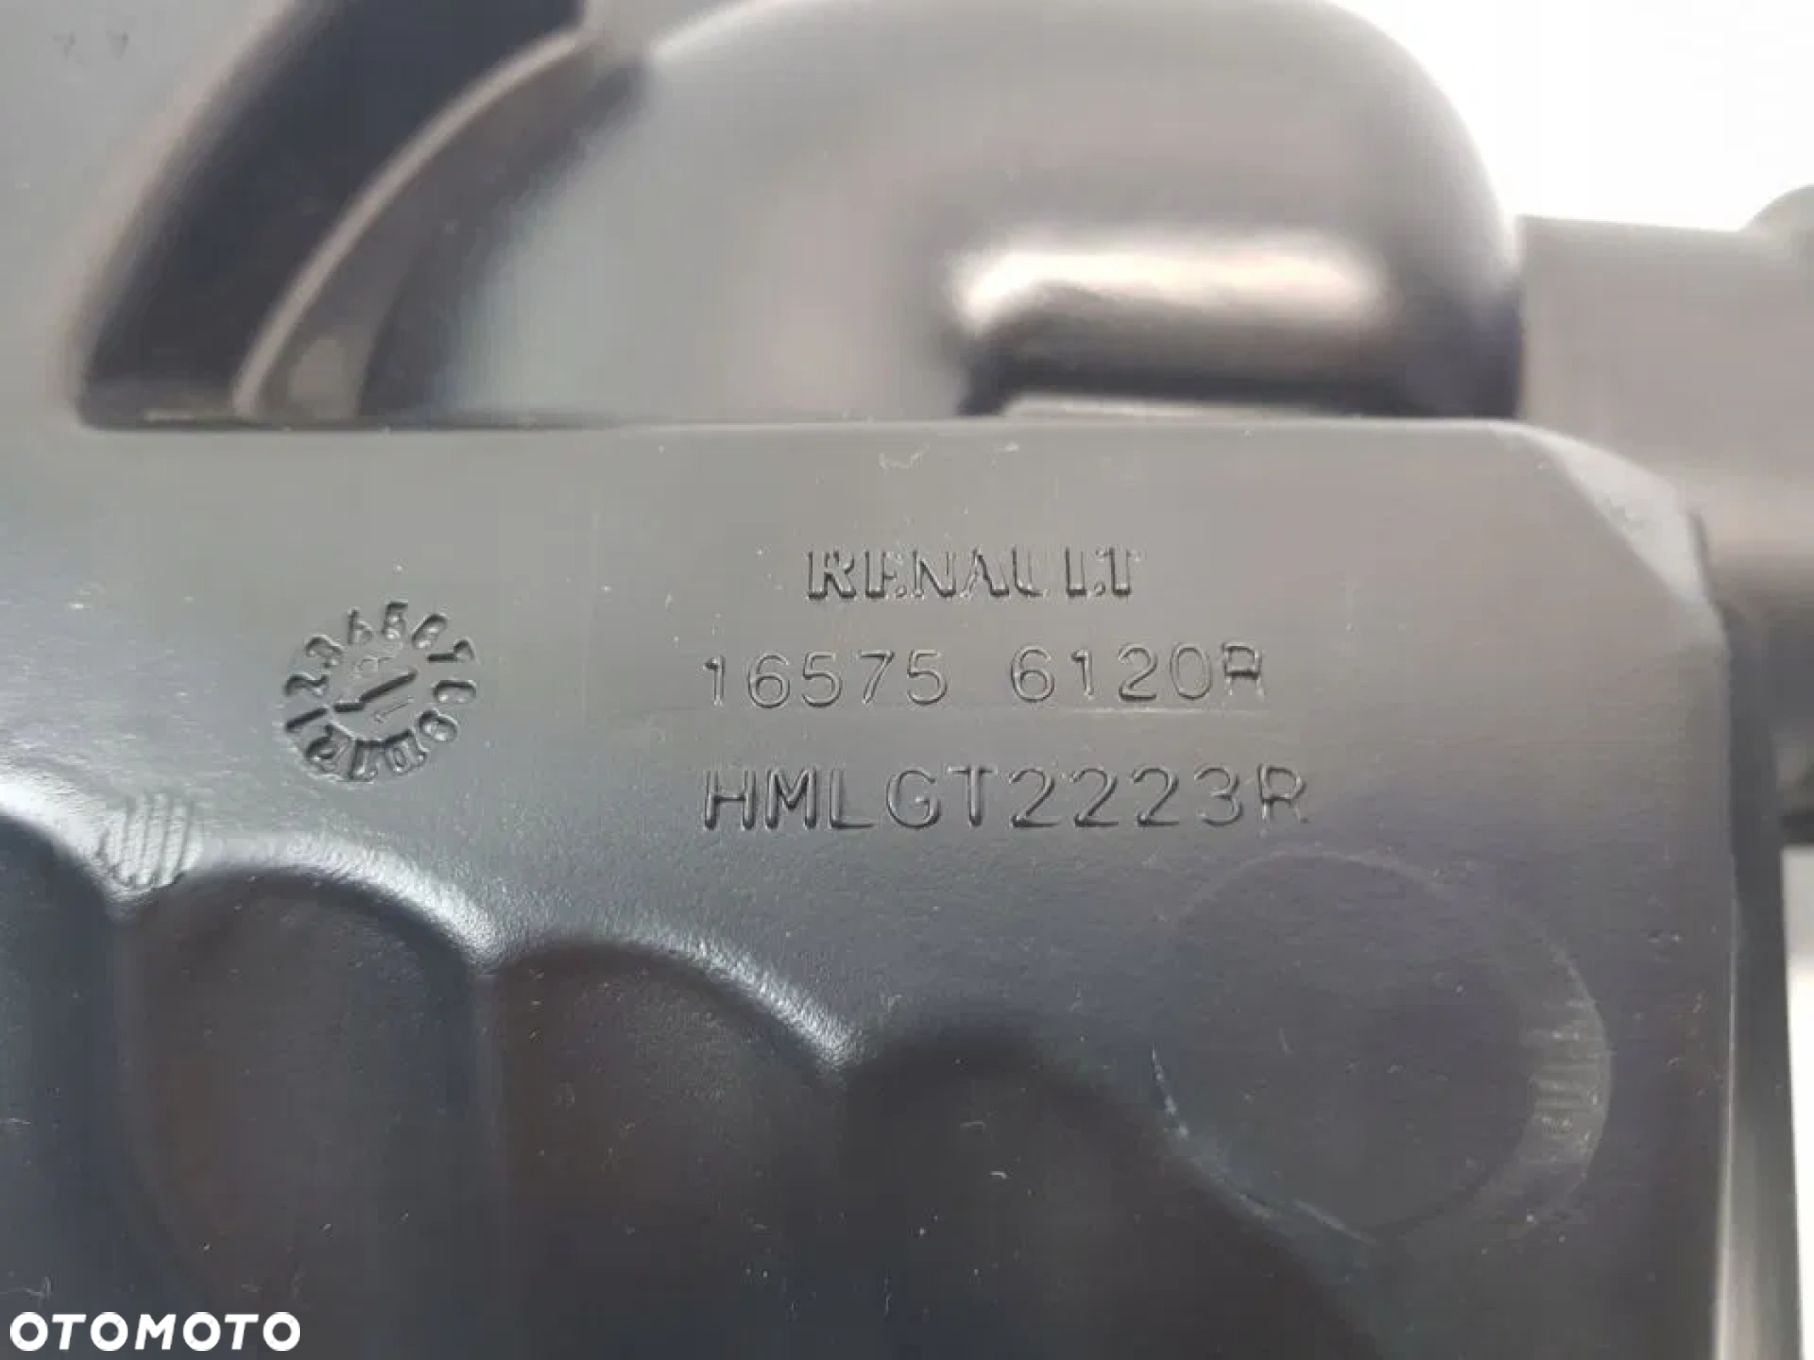 RENAULT
16575 6120R
HMLGT2223R
OTOMOTO